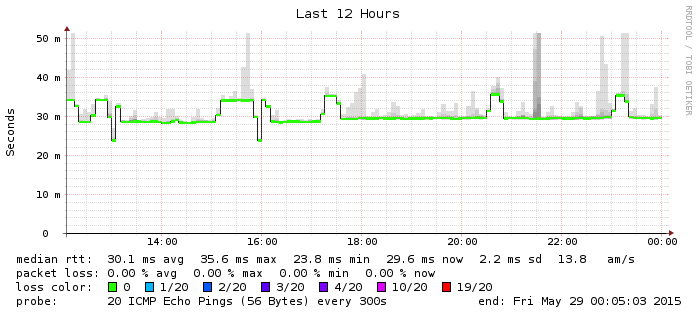 Last 12 Hours
RRDTOOL / TOBI OETIKER
Seconds
50 m
40 m
30 m
20 m
10 m
0
14:00 16:00 18:00 20:00 22:00 00:00
median rtt: 30.1 ms avg 35.6 ms max 23.8 ms min 29.6 ms now 2.2 ms sd 13.8 am/s
packet loss: 0.00 % avg 0.00 % max 0.00 % min 0.00 % now
loss color: 0 1/20 2/20 3/20 4/20 10/20 19/20
probe: 20 ICMP Echo Pings (56 Bytes) every 300s end: Fri May 29 00:05:03 2015